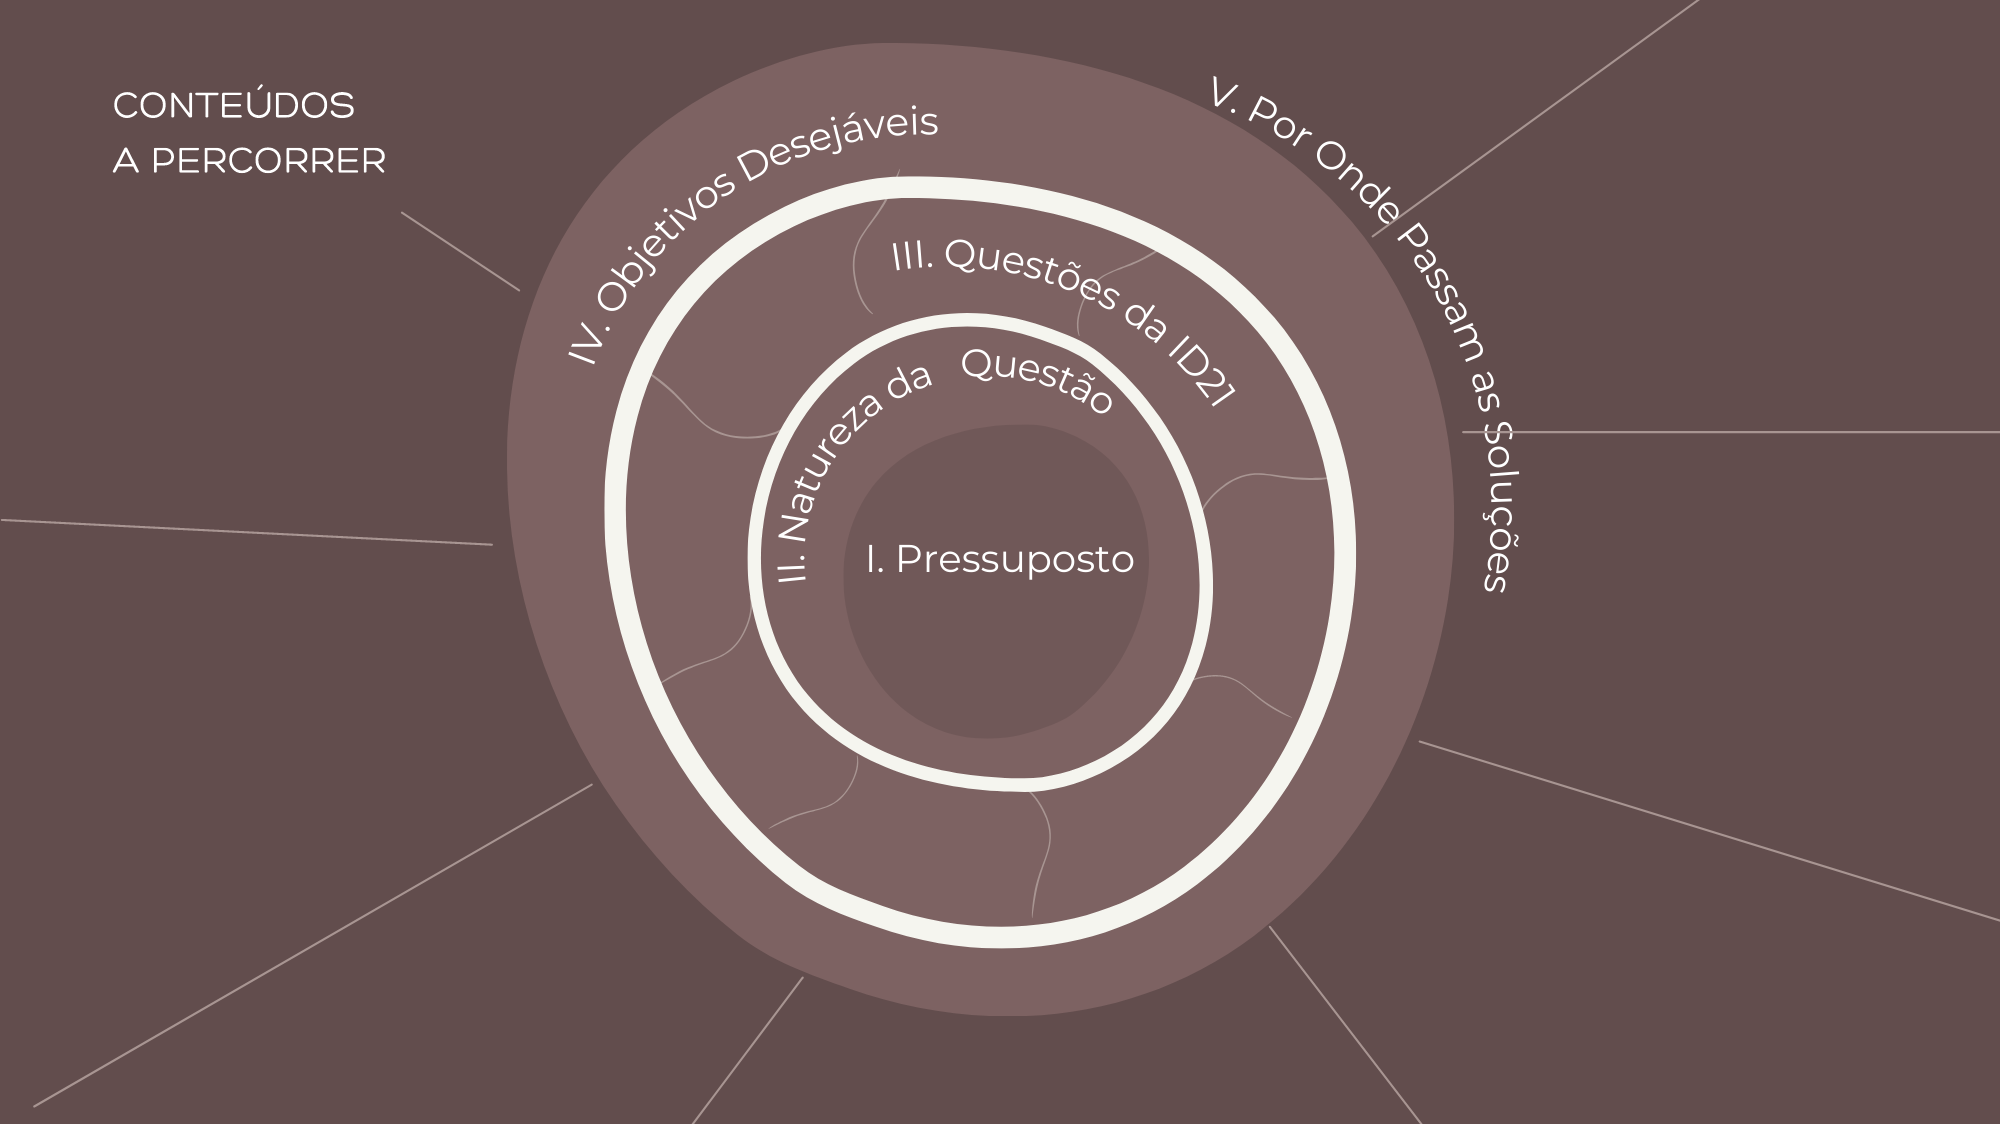 CONTEÚDOS
A PERCORRER
I. Pressuposto
II. Natureza da Questão
III. Questões da ID21
IV. Objetivos Desejáveis
V. Por Onde Passam as Soluções